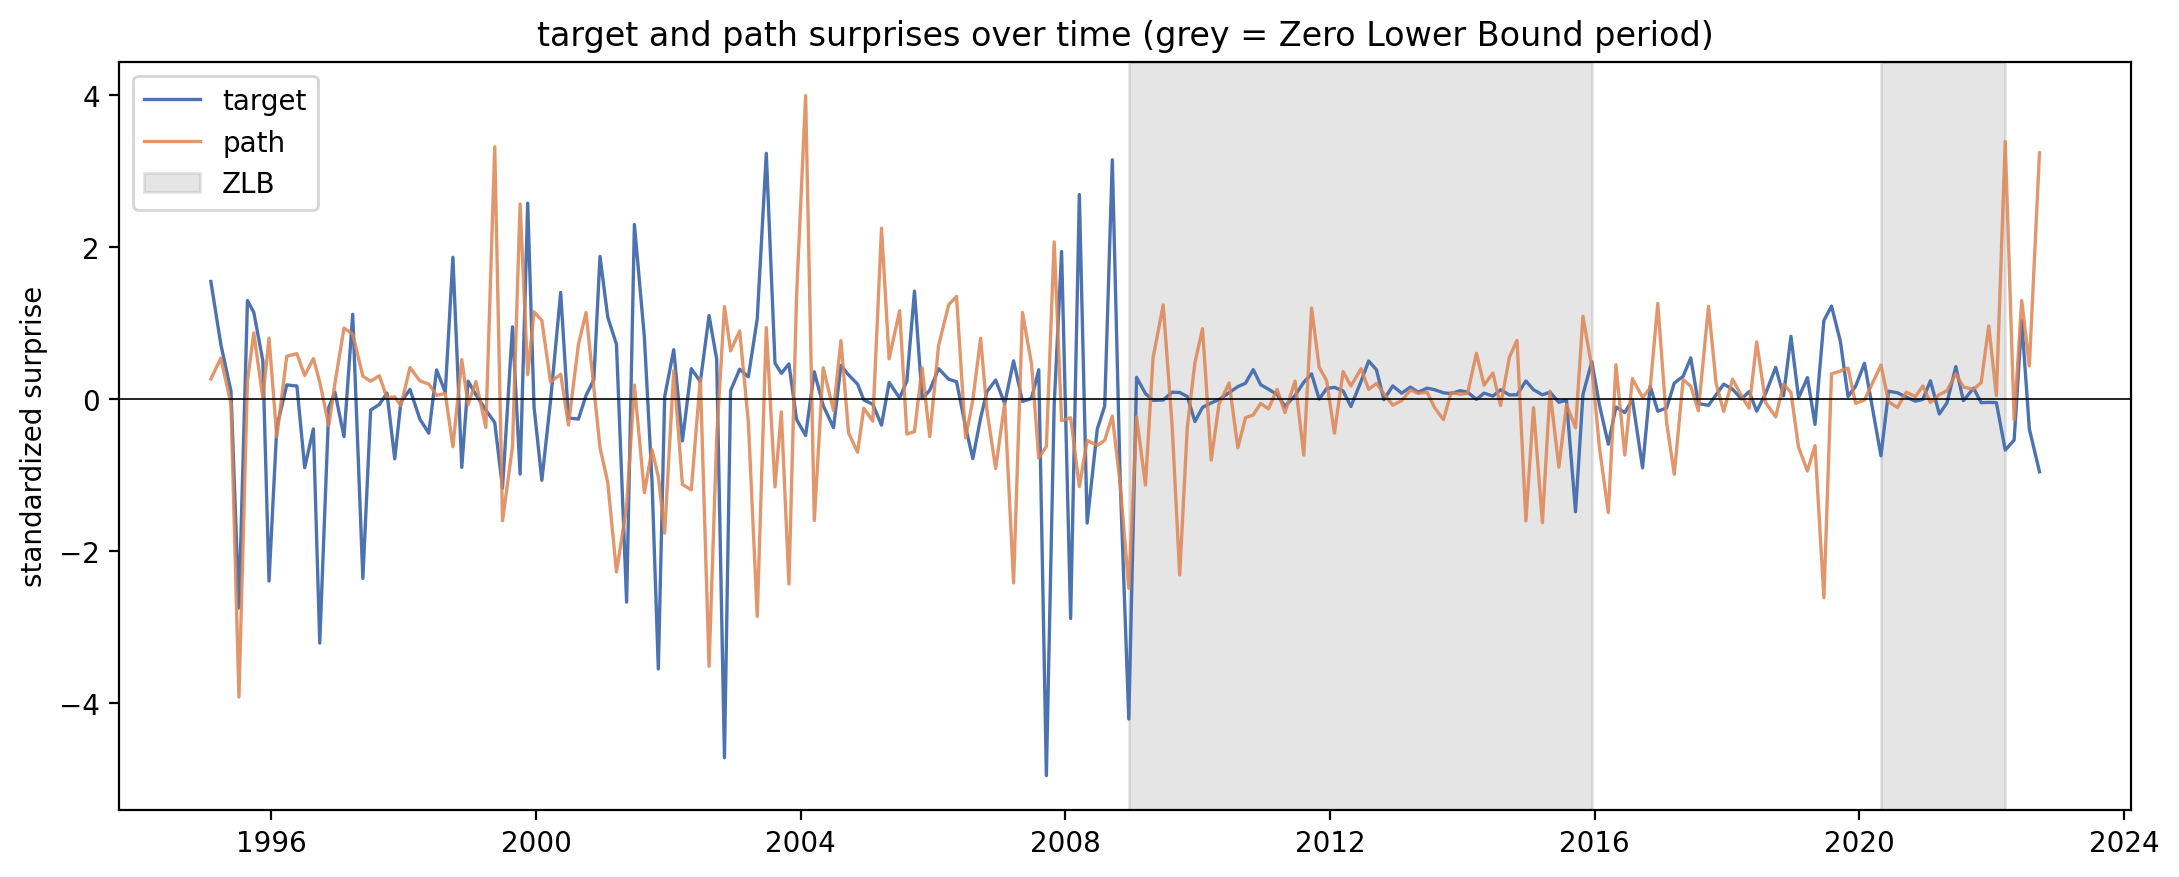 target and path surprises over time (grey = Zero Lower Bound period)
target
path
ZLB
standardized surprise
4
2
0
−2
−4
1996 2000 2004 2008 2012 2016 2020 2024